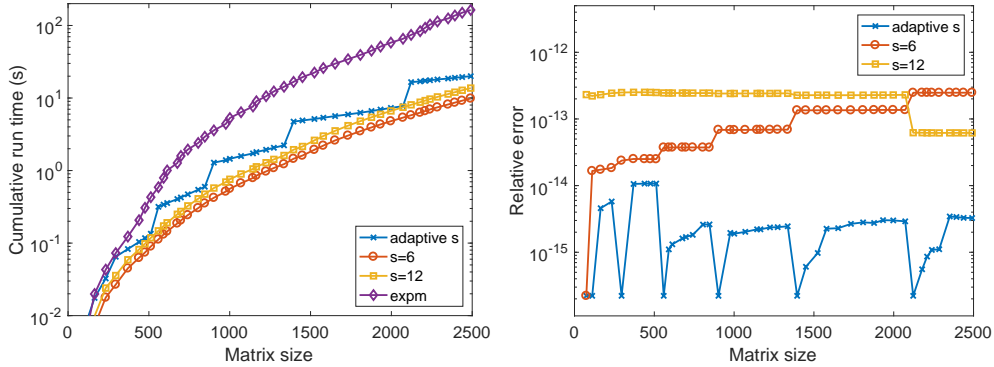 Cumulative run time (s)
10^2
10^1
10^0
10^-1
10^-2
0
500
1000
1500
2000
2500
Matrix size
adaptive s
s=6
s=12
expm
Relative error
10^-12
10^-13
10^-14
10^-15
0
500
1000
1500
2000
2500
Matrix size
adaptive s
s=6
s=12